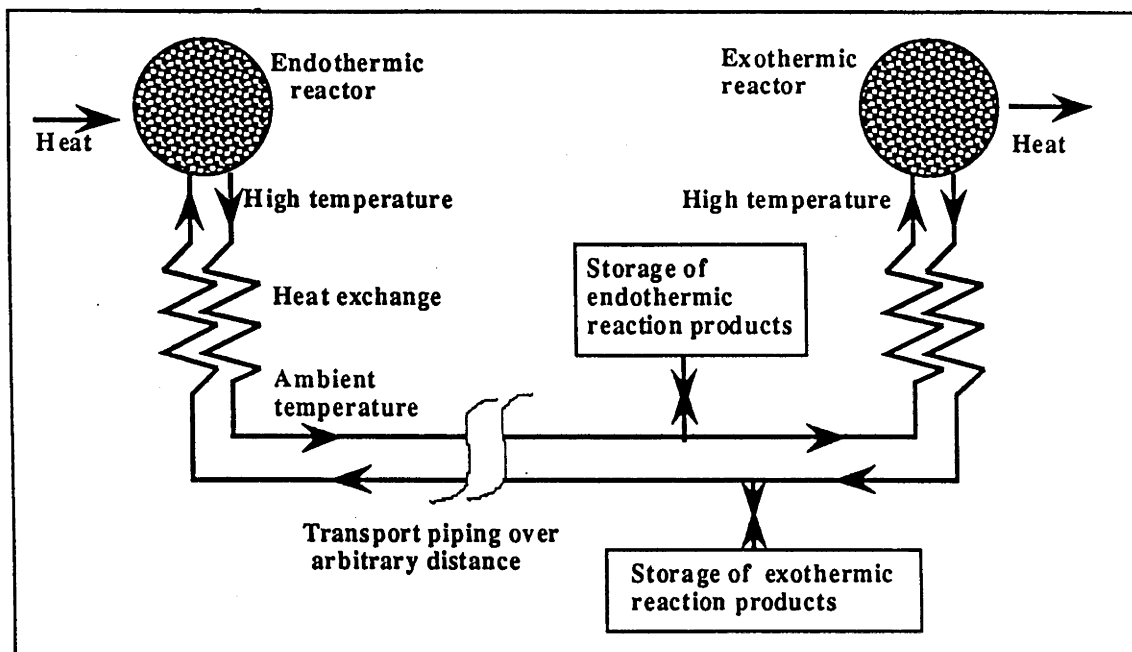 Endothermic
reactor
Exothermic
reactor
Heat
Heat
High temperature
High temperature
Storage of
endothermic
reaction products
Heat exchange
Ambient
temperature
Transport piping over
arbitrary distance
Storage of exothermic
reaction products